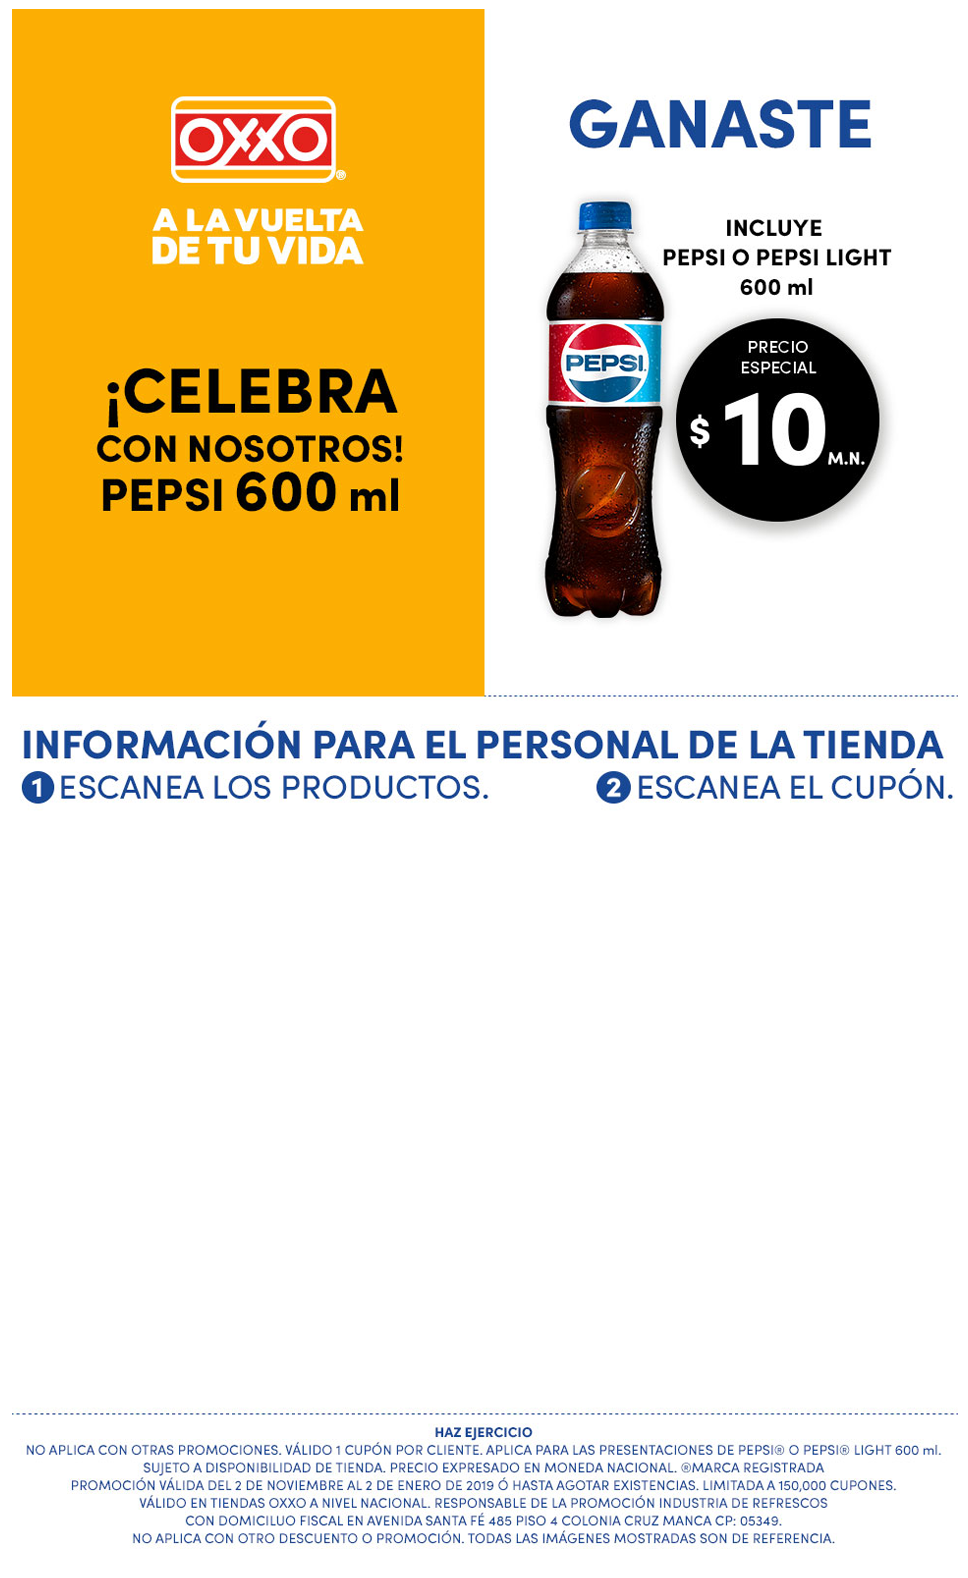 OXXO®
A LA VUELTA
DE TU VIDA
¡CELEBRA
CON NOSOTROS!
PEPSI 600 ml
GANASTE
INCLUYE
PEPSI O PEPSI LIGHT
600 ml
PEPSI
PRECIO
ESPECIAL
$ 10 M.N.
INFORMACIÓN PARA EL PERSONAL DE LA TIENDA
1 ESCANEA LOS PRODUCTOS.
2 ESCANEA EL CUPÓN.
HAZ EJERCICIO
NO APLICA CON OTRAS PROMOCIONES. VÁLIDO 1 CUPÓN POR CLIENTE. APLICA PARA LAS PRESENTACIONES DE PEPSI® O PEPSI® LIGHT 600 ml.
SUJETO A DISPONIBILIDAD DE TIENDA. PRECIO EXPRESADO EN MONEDA NACIONAL. ®MARCA REGISTRADA
PROMOCIÓN VÁLIDA DEL 2 DE NOVIEMBRE AL 2 DE ENERO DE 2019 Ó HASTA AGOTAR EXISTENCIAS. LIMITADA A 150,000 CUPONES.
VÁLIDO EN TIENDAS OXXO A NIVEL NACIONAL. RESPONSABLE DE LA PROMOCIÓN INDUSTRIA DE REFRESCOS
CON DOMICILUO FISCAL EN AVENIDA SANTA FÉ 485 PISO 4 COLONIA CRUZ MANCA CP: 05349.
NO APLICA CON OTRO DESCUENTO O PROMOCIÓN. TODAS LAS IMÁGENES MOSTRADAS SON DE REFERENCIA.